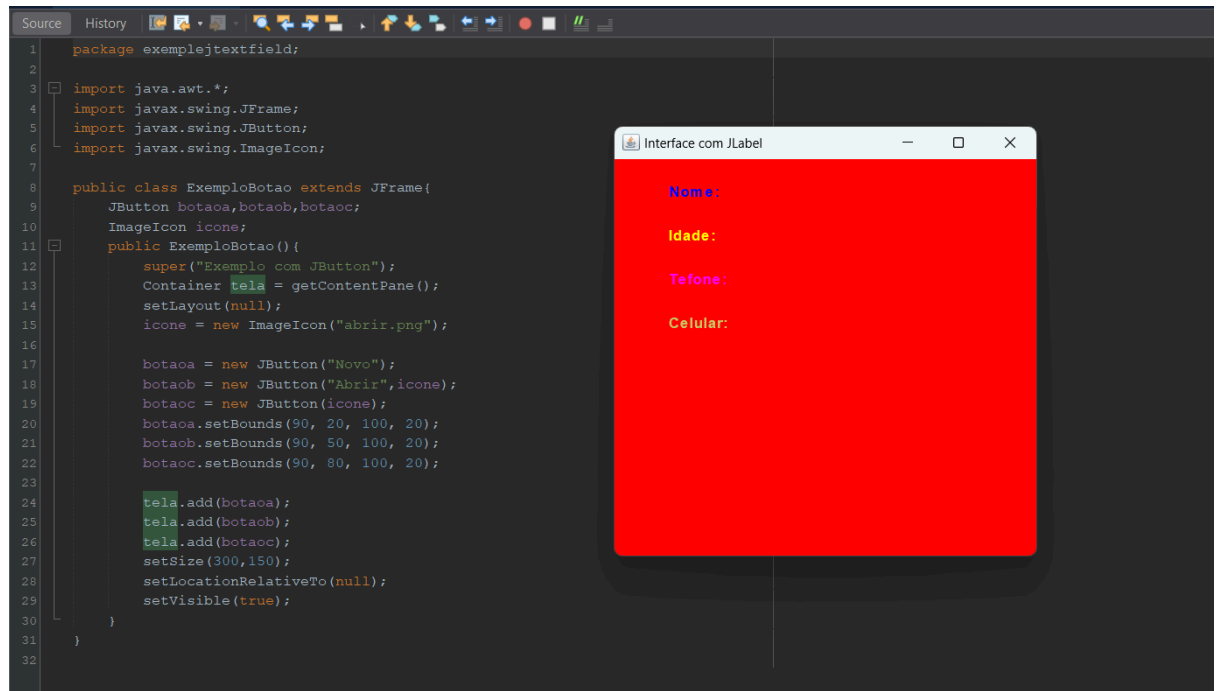 Source History
1 package exemplejtextfield;
2
3 import java.awt.*;
4 import javax.swing.JFrame;
5 import javax.swing.JButton;
6 import javax.swing.ImageIcon;
7
8 public class ExemploBotao extends JFrame{
9 JButton botaoa,botaob,botaoc;
10 ImageIcon icone;
11 public ExemploBotao(){
12 super("Exemplo com JButton");
13 Container tela = getContentPane();
14 setLayout(null);
15 icone = new ImageIcon("abrir.png");
16
17 botaoa = new JButton("Novo");
18 botaob = new JButton("Abrir",icone);
19 botaoc = new JButton(icone);
20 botaoa.setBounds(90, 20, 100, 20);
21 botaob.setBounds(90, 50, 100, 20);
22 botaoc.setBounds(90, 80, 100, 20);
23
24 tela.add(botaoa);
25 tela.add(botaob);
26 tela.add(botaoc);
27 setSize(300,150);
28 setLocationRelativeTo(null);
29 setVisible(true);
30 }
31 }
32
Interface com JLabel
Nome:
Idade:
Tefone:
Celular: